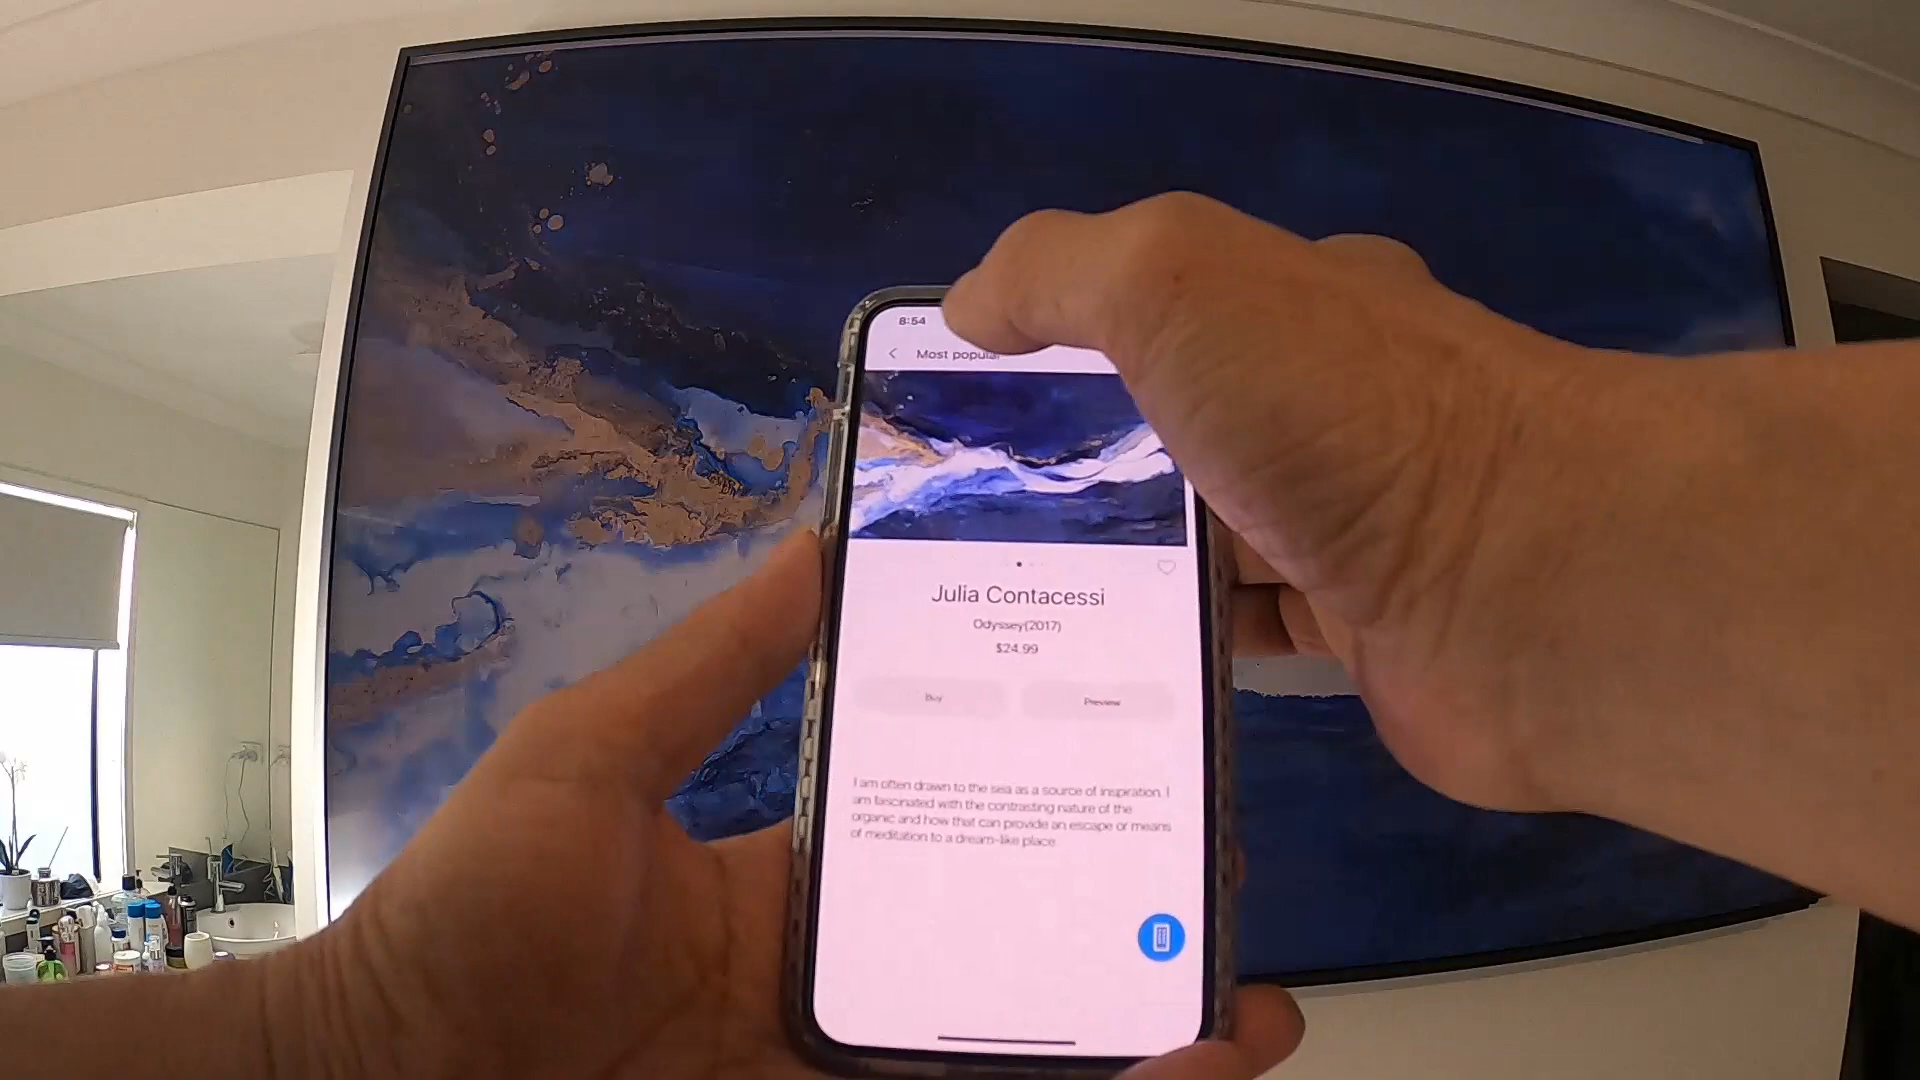 8:54
Most popular
Julia Contacessi
Odyssey(2017)
$24.99
Buy
Preview
I am often drawn to the sea as a source of inspiration. I
am fascinated with the contrasting nature of the
organic and how that can provide an escape or means
of meditation to a dream-like place.